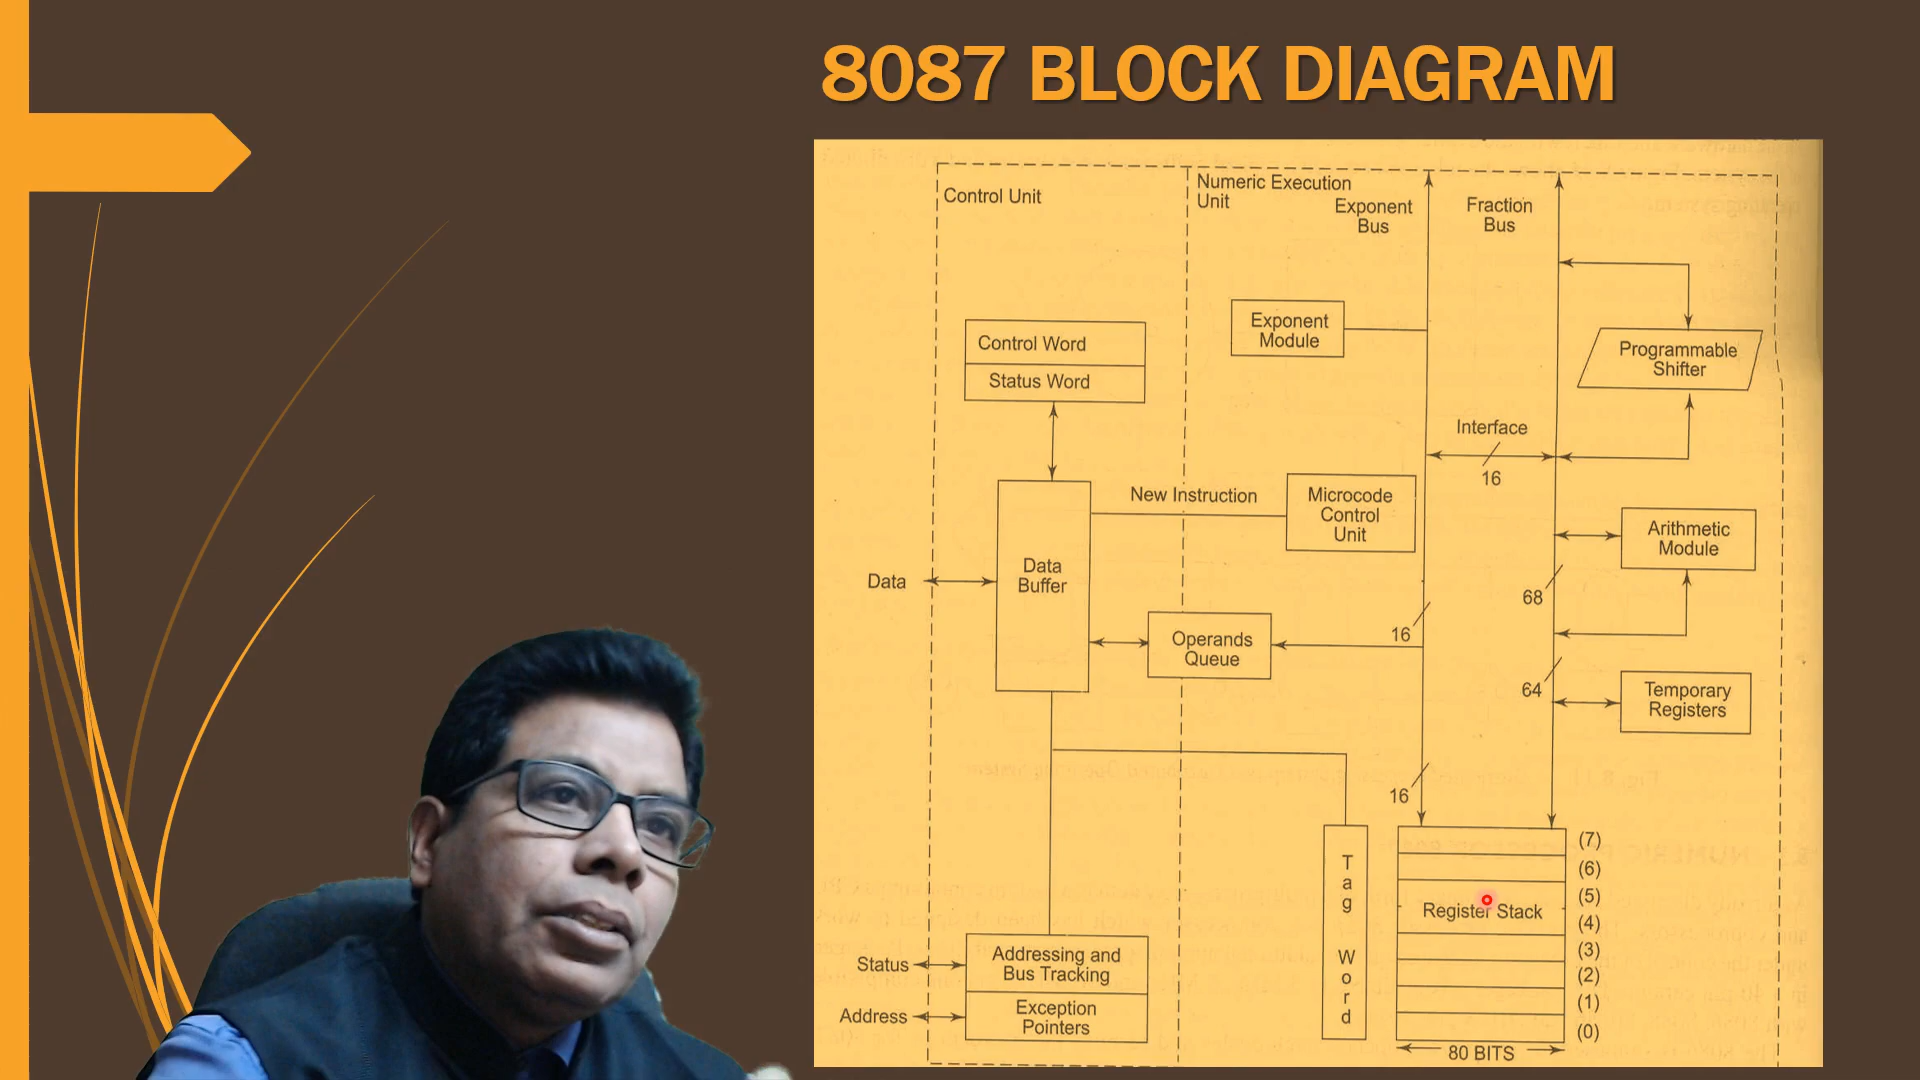 8087 BLOCK DIAGRAM
Control Unit
Numeric Execution
Unit
Exponent
Bus
Fraction
Bus
Exponent
Module
Programmable
Shifter
Control Word
Status Word
Interface
16
New Instruction
Microcode
Control
Unit
Arithmetic
Module
Data
Data
Buffer
68
16
Operands
Queue
64
Temporary
Registers
16
Tag Word
Register Stack
(7)
(6)
(5)
(4)
(3)
(2)
(1)
(0)
80 BITS
Status
Addressing and
Bus Tracking
Address
Exception
Pointers